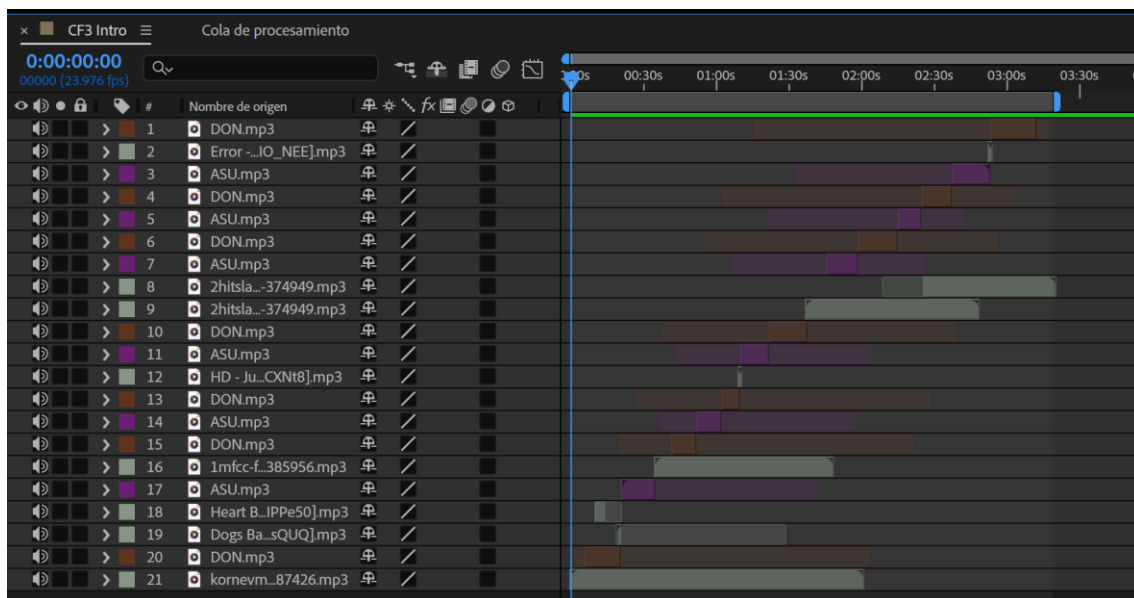 CF3 Intro
Cola de procesamiento
0:00:00:00
00000 (23.976 fps)
00:30s 01:00s 01:30s 02:00s 02:30s 03:00s 03:30s
# Nombre de origen
1 DON.mp3
2 Error -...IO_NEE].mp3
3 ASU.mp3
4 DON.mp3
5 ASU.mp3
6 DON.mp3
7 ASU.mp3
8 2hitsla...-374949.mp3
9 2hitsla...-374949.mp3
10 DON.mp3
11 ASU.mp3
12 HD - Ju...CXNt8].mp3
13 DON.mp3
14 ASU.mp3
15 DON.mp3
16 1mfcc-f...385956.mp3
17 ASU.mp3
18 Heart B...IPPe50].mp3
19 Dogs Ba...sQUQ].mp3
20 DON.mp3
21 kornevm...87426.mp3